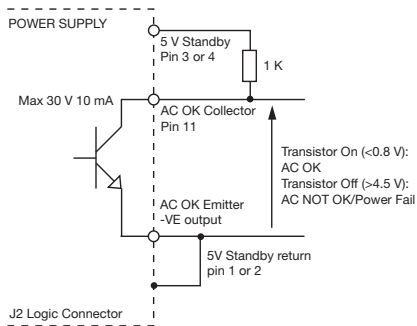 POWER SUPPLY
5 V Standby
Pin 3 or 4
1 K
Max 30 V 10 mA
AC OK Collector
Pin 11
Transistor On (<0.8 V):
AC OK
Transistor Off (>4.5 V):
AC NOT OK/Power Fail
AC OK Emitter
-VE output
5V Standby return
pin 1 or 2
J2 Logic Connector